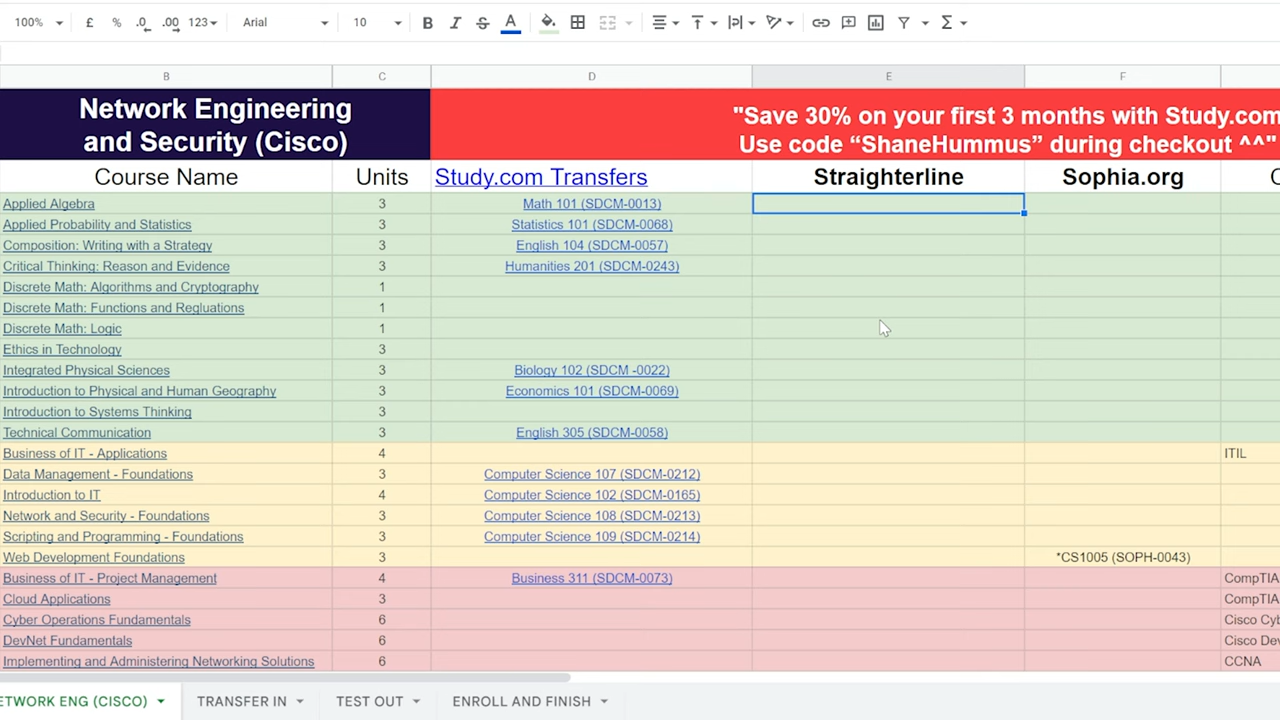 100% £ % .0 .00 123 Arial 10 B I S A Σ
B C D E F
Network Engineering
and Security (Cisco)
"Save 30% on your first 3 months with Study.com
Use code “ShaneHummus” during checkout ^^"
Course Name Units Study.com Transfers Straighterline Sophia.org C
Applied Algebra 3 Math 101 (SDCM-0013)
Applied Probability and Statistics 3 Statistics 101 (SDCM-0068)
Composition: Writing with a Strategy 3 English 104 (SDCM-0057)
Critical Thinking: Reason and Evidence 3 Humanities 201 (SDCM-0243)
Discrete Math: Algorithms and Cryptography 1
Discrete Math: Functions and Regluations 1
Discrete Math: Logic 1
Ethics in Technology 3
Integrated Physical Sciences 3 Biology 102 (SDCM -0022)
Introduction to Physical and Human Geography 3 Economics 101 (SDCM-0069)
Introduction to Systems Thinking 3
Technical Communication 3 English 305 (SDCM-0058)
Business of IT - Applications 4 ITIL
Data Management - Foundations 3 Computer Science 107 (SDCM-0212)
Introduction to IT 4 Computer Science 102 (SDCM-0165)
Network and Security - Foundations 3 Computer Science 108 (SDCM-0213)
Scripting and Programming - Foundations 3 Computer Science 109 (SDCM-0214)
Web Development Foundations 3 *CS1005 (SOPH-0043)
Business of IT - Project Management 4 Business 311 (SDCM-0073) CompTIA
Cloud Applications 3 CompTIA
Cyber Operations Fundamentals 6 Cisco Cyb
DevNet Fundamentals 6 Cisco Dev
Implementing and Administering Networking Solutions 6 CCNA
ETWORK ENG (CISCO) TRANSFER IN TEST OUT ENROLL AND FINISH